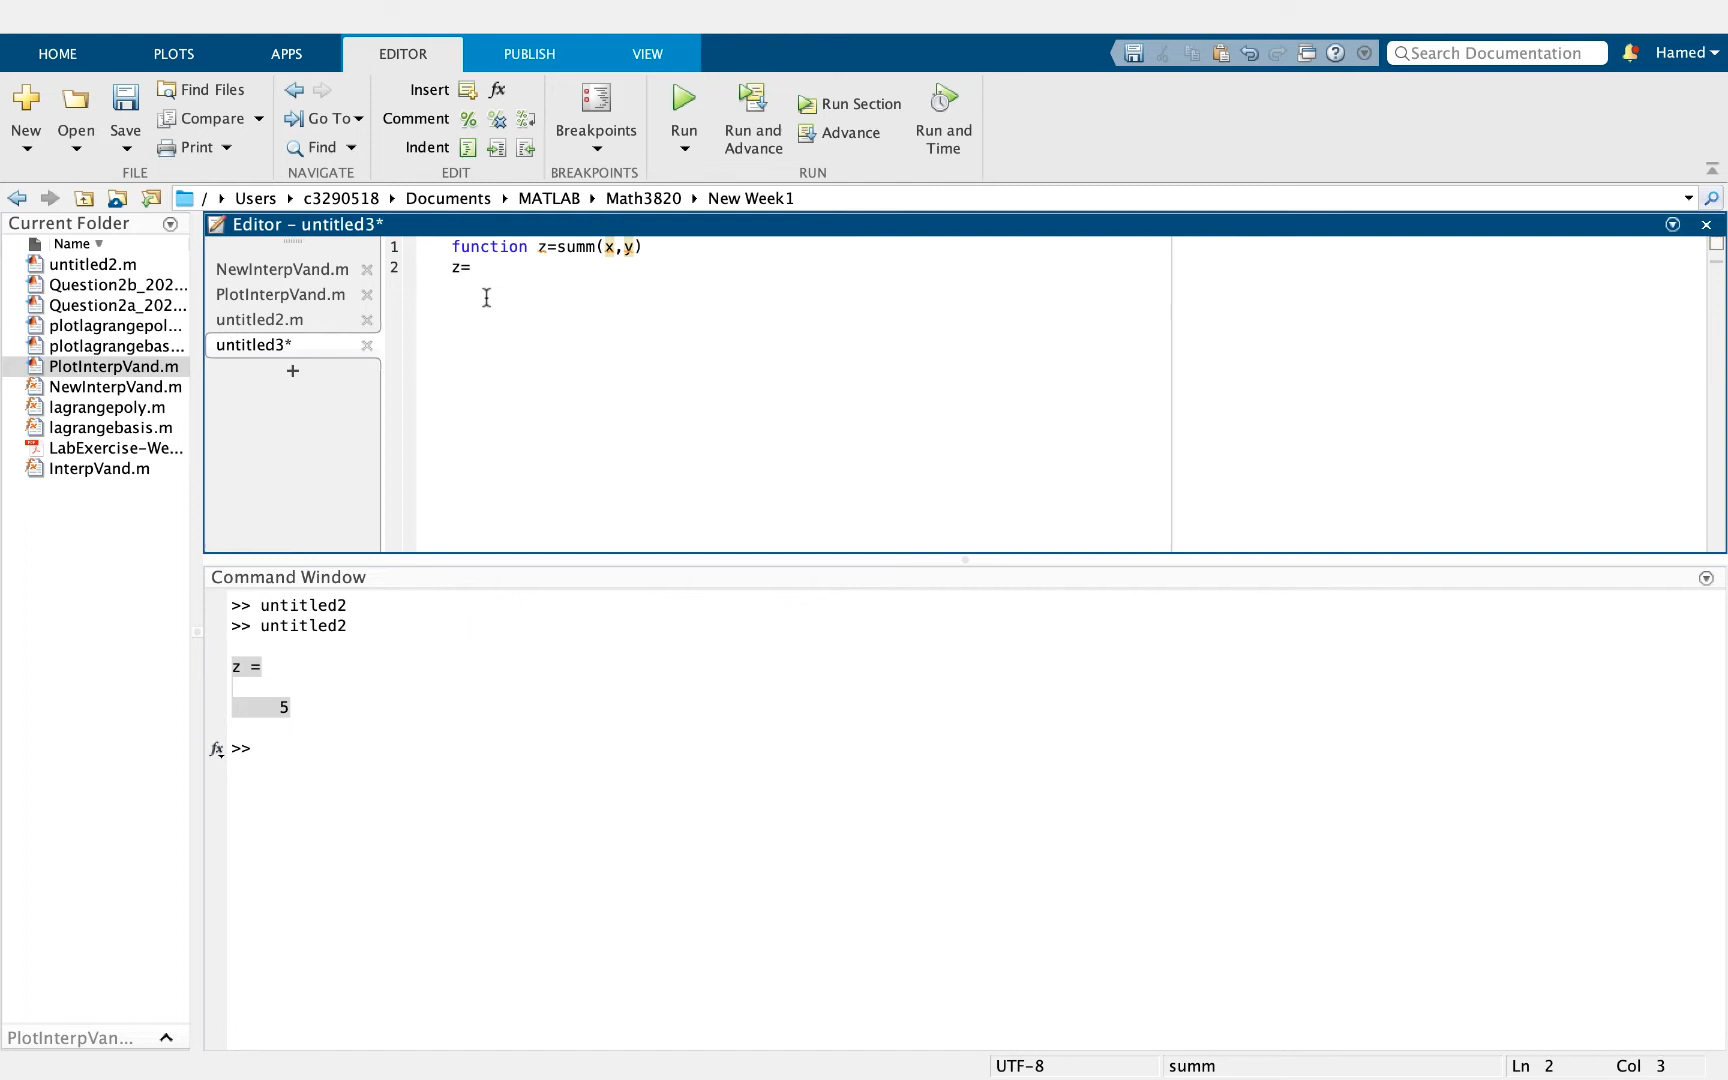 HOME PLOTS APPS EDITOR PUBLISH VIEW Search Documentation Hamed
New Open Save
Find Files
Compare
Print
FILE
Go To
Find
NAVIGATE
Insert fx
Comment
Indent
EDIT
Breakpoints
BREAKPOINTS
Run
Run and
Advance
Run Section
Advance
Run and
Time
RUN
/ Users c3290518 Documents MATLAB Math3820 New Week1
Current Folder
Name
untitled2.m
Question2b_202...
Question2a_202...
plotlagrangepol...
plotlagrangebas...
PlotInterpVand.m
NewInterpVand.m
lagrangepoly.m
lagrangebasis.m
LabExercise-We...
InterpVand.m
PlotInterpVan...
Editor - untitled3*
NewInterpVand.m
PlotInterpVand.m
untitled2.m
untitled3*
+
1 function z=summ(x,y)
2 z=
Command Window
>> untitled2
>> untitled2
z =
5
fx >>
UTF-8 summ Ln 2 Col 3